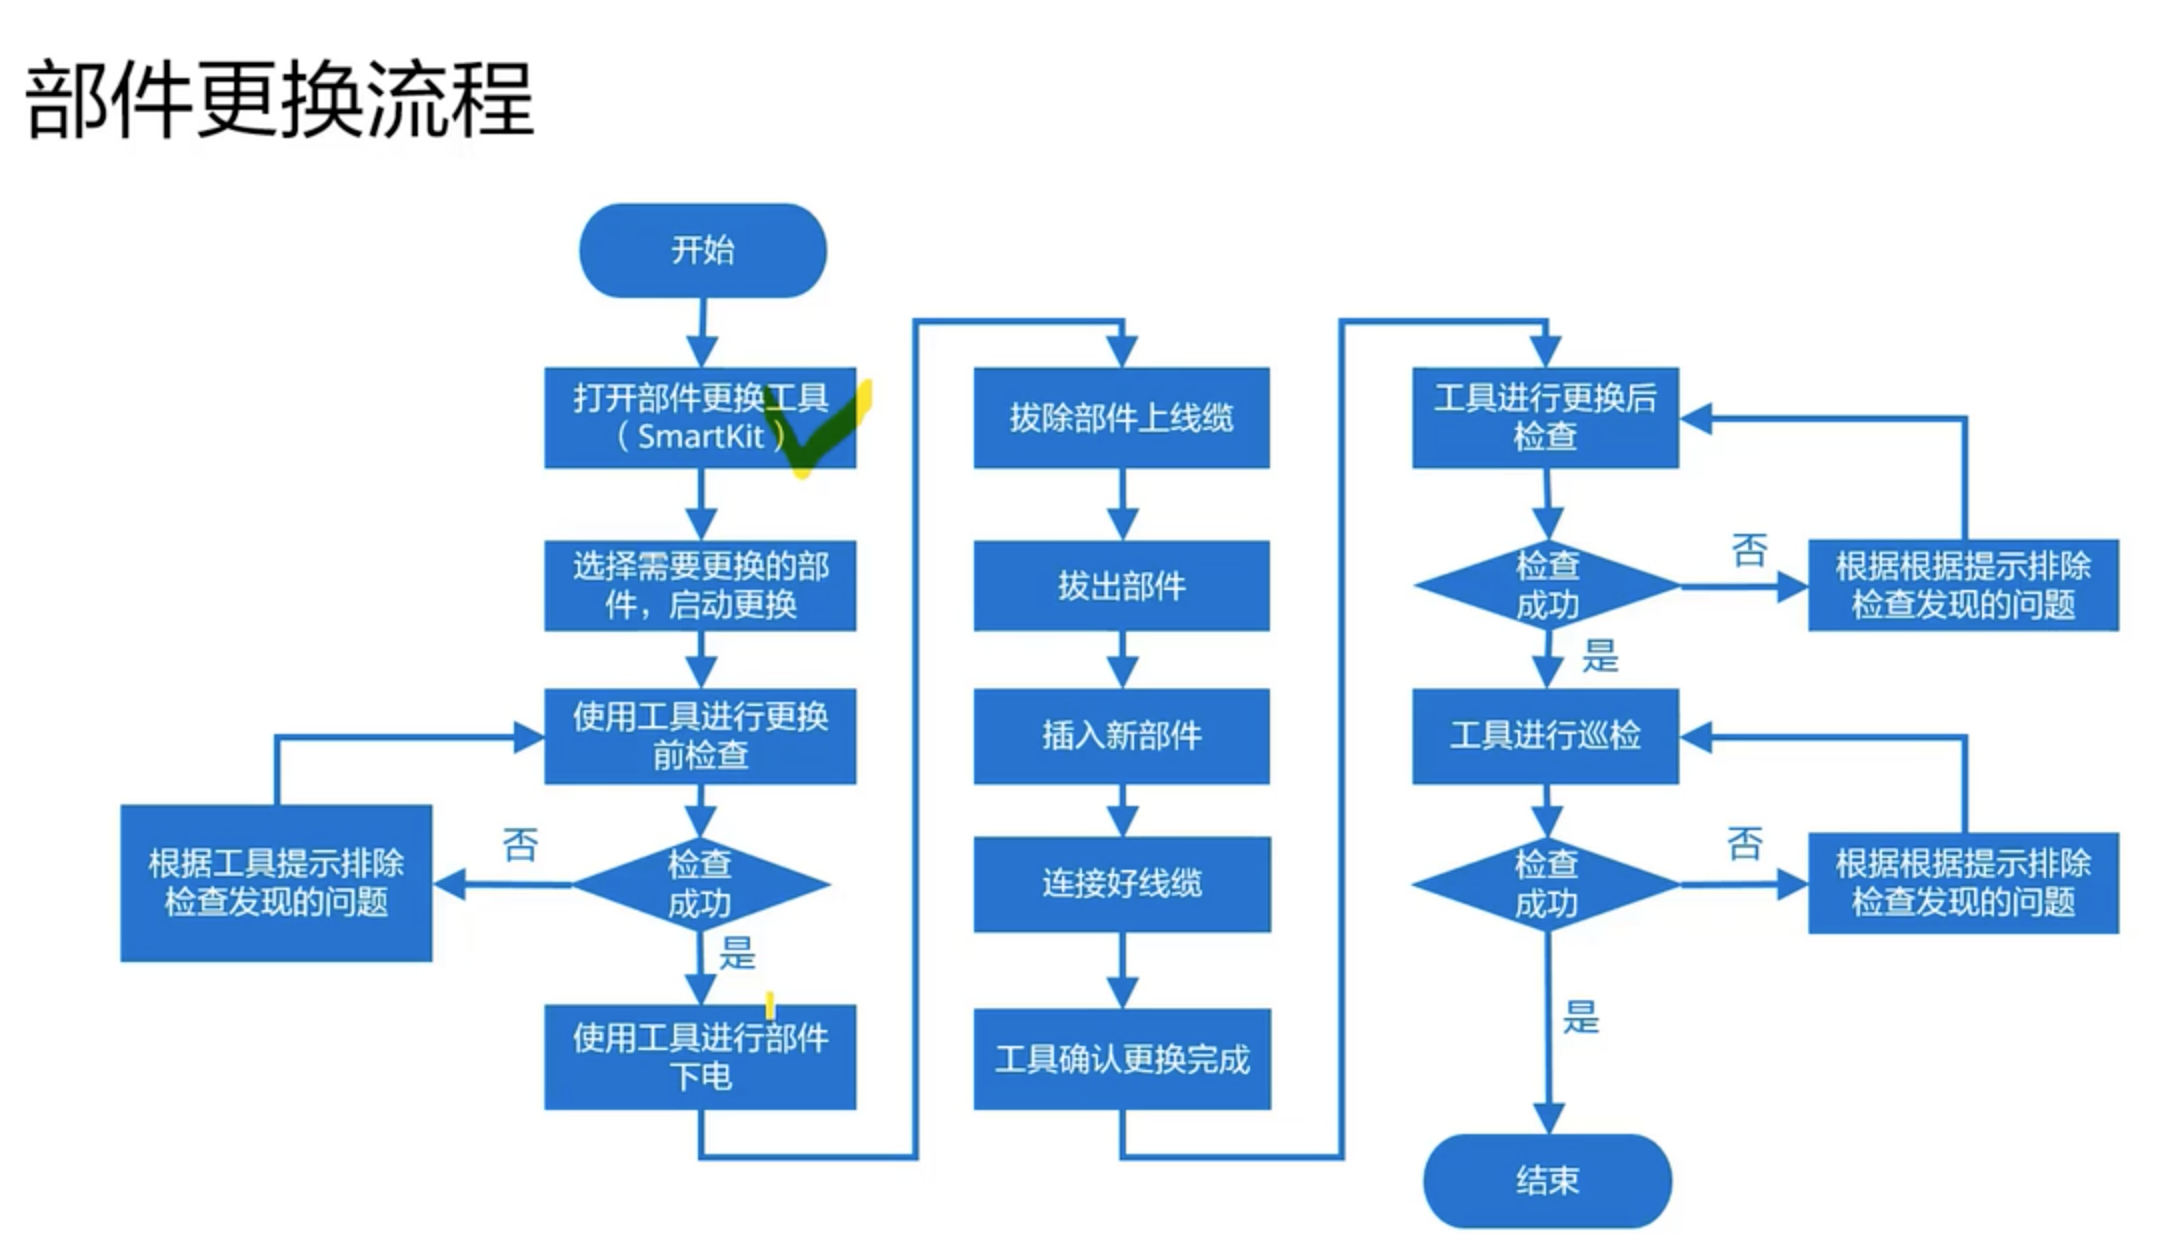 部件更换流程
开始
打开部件更换工具
（SmartKit）
选择需要更换的部
件，启动更换
使用工具进行更换
前检查
检查
成功
否
根据工具提示排除
检查发现的问题
是
使用工具进行部件
下电
拔除部件上线缆
拔出部件
插入新部件
连接好线缆
工具确认更换完成
工具进行更换后
检查
检查
成功
否
根据根据提示排除
检查发现的问题
是
工具进行巡检
检查
成功
否
根据根据提示排除
检查发现的问题
是
结束